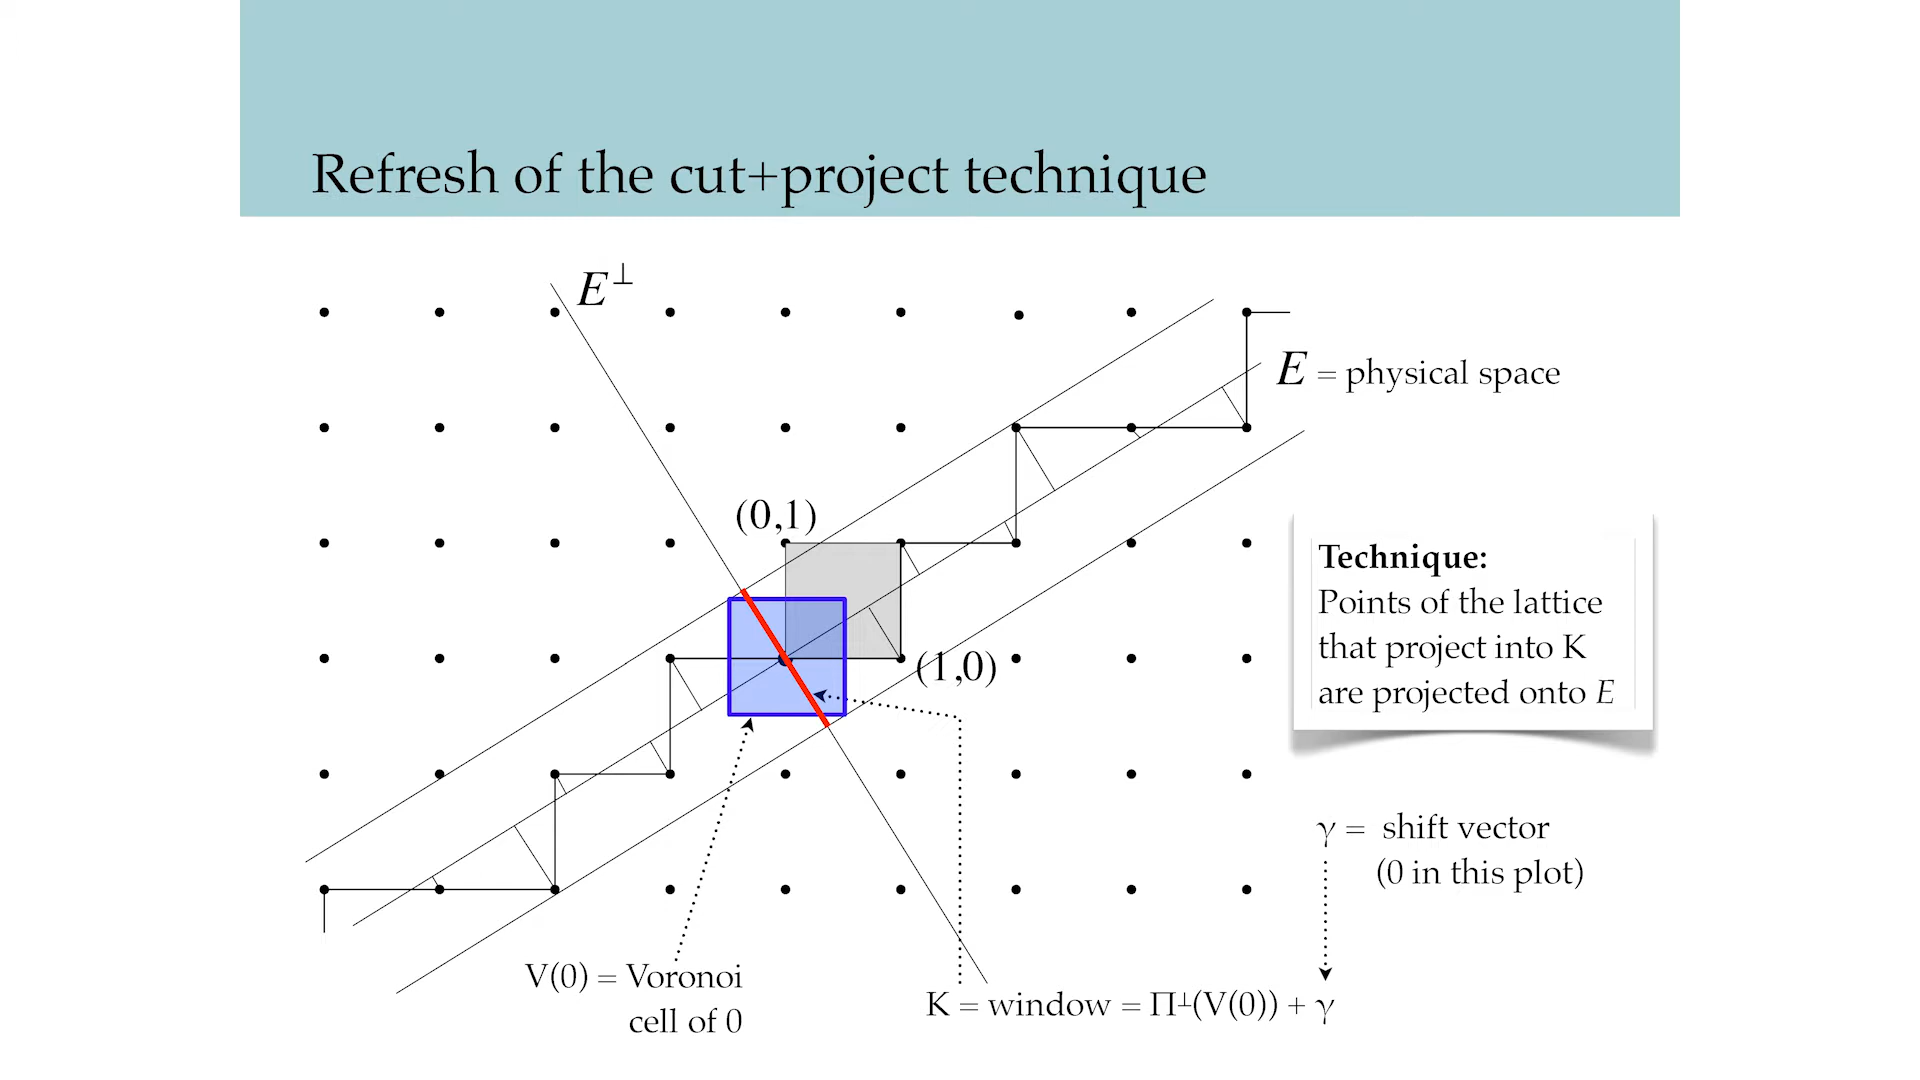 Refresh of the cut+project technique
E⊥
E = physical space
(0,1)
(1,0)
Technique:
Points of the lattice
that project into K
are projected onto E
γ = shift vector
(0 in this plot)
V(0) = Voronoi
cell of 0
K = window = Π⊥(V(0)) + γ